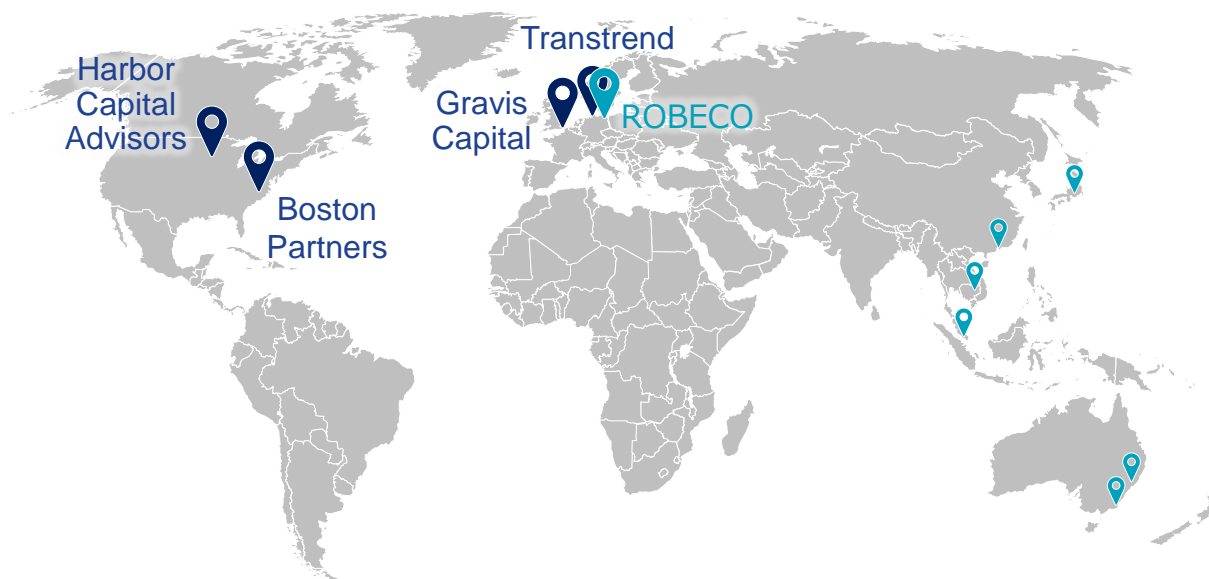 Transtrend
Harbor
Capital
Advisors
Gravis
Capital
ROBECO
Boston
Partners